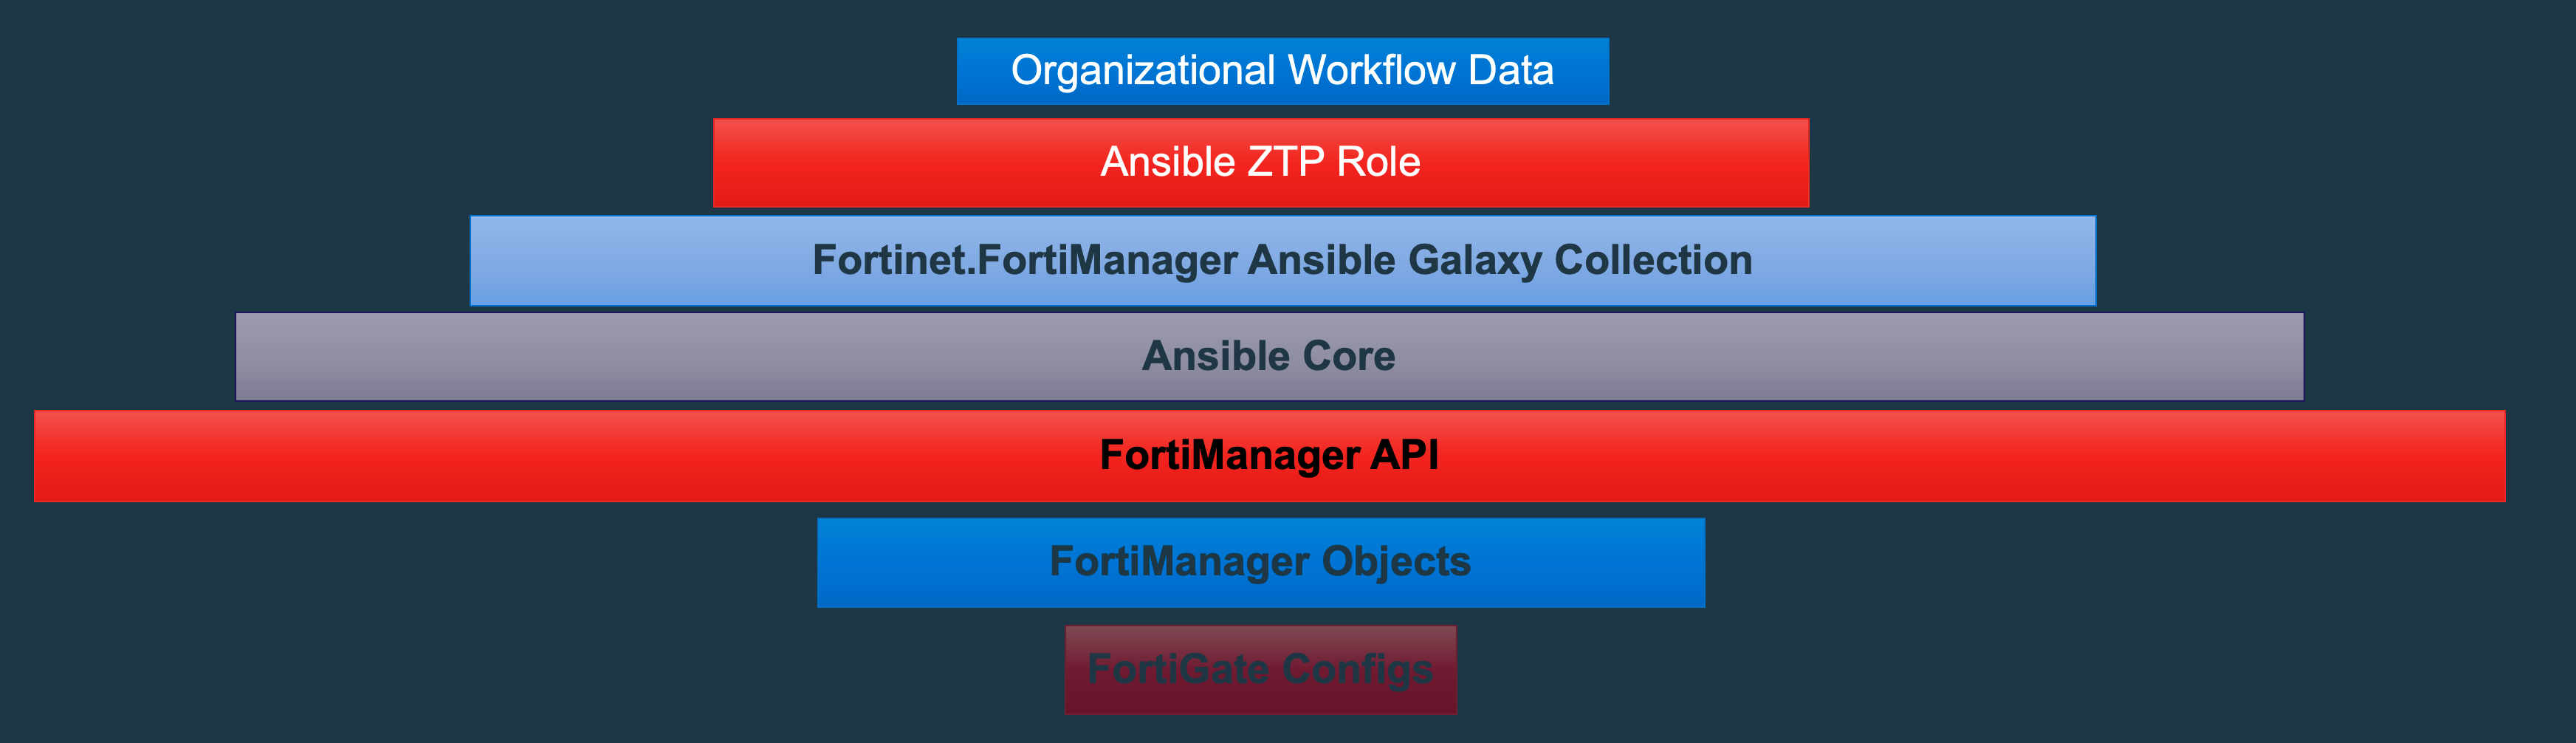 Organizational Workflow Data
Ansible ZTP Role
Fortinet.FortiManager Ansible Galaxy Collection
Ansible Core
FortiManager API
FortiManager Objects
FortiGate Configs